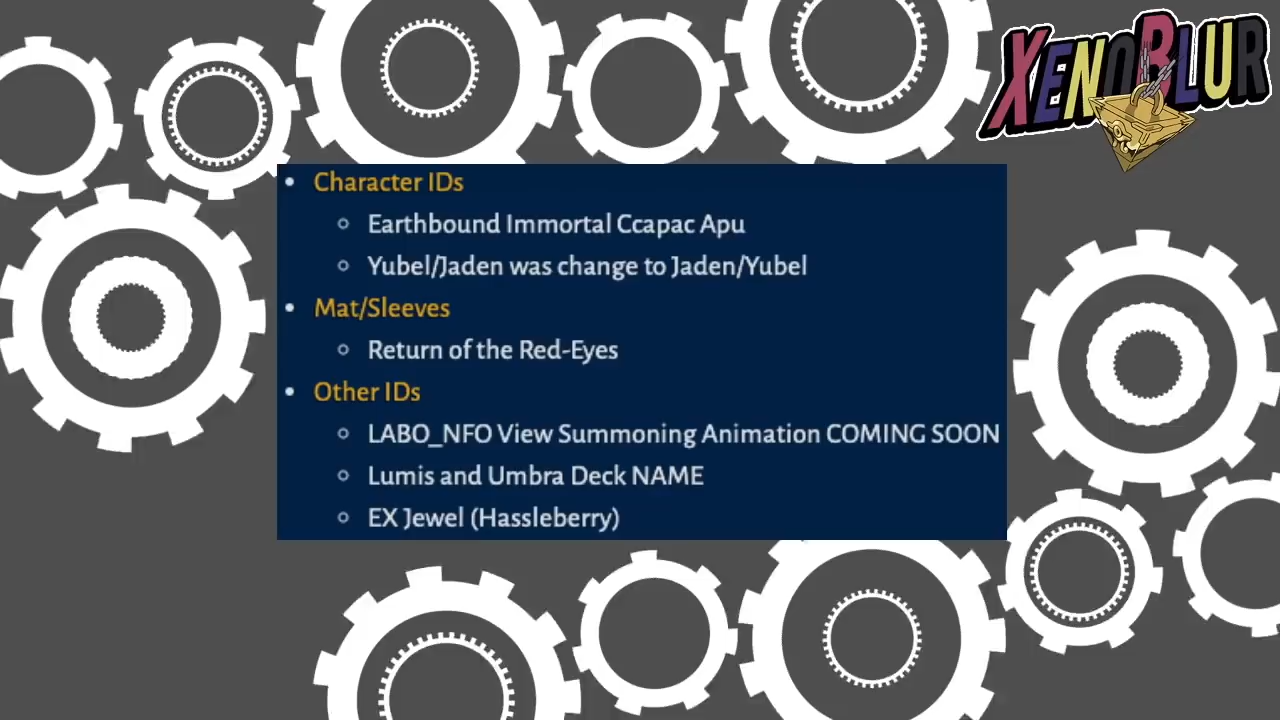 XENOBLUR
Character IDs
Earthbound Immortal Ccapac Apu
Yubel/Jaden was change to Jaden/Yubel
Mat/Sleeves
Return of the Red-Eyes
Other IDs
LABO_NFO View Summoning Animation COMING SOON
Lumis and Umbra Deck NAME
EX Jewel (Hassleberry)